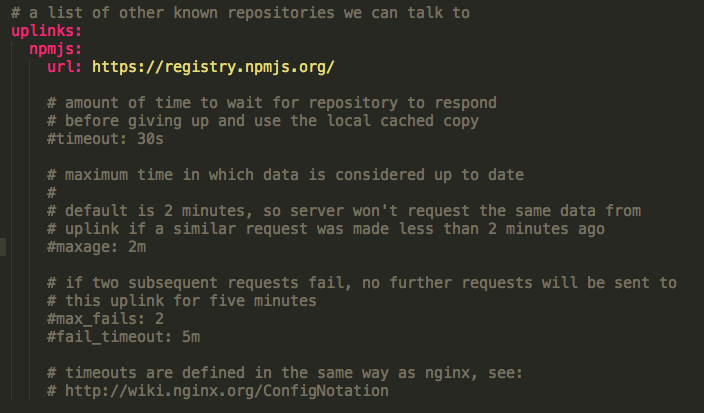 # a list of other known repositories we can talk to
uplinks:
npmjs:
url: https://registry.npmjs.org/
# amount of time to wait for repository to respond
# before giving up and use the local cached copy
#timeout: 30s
# maximum time in which data is considered up to date
#
# default is 2 minutes, so server won't request the same data from
# uplink if a similar request was made less than 2 minutes ago
#maxage: 2m
# if two subsequent requests fail, no further requests will be sent to
# this uplink for five minutes
#max_fails: 2
#fail_timeout: 5m
# timeouts are defined in the same way as nginx, see:
# http://wiki.nginx.org/ConfigNotation